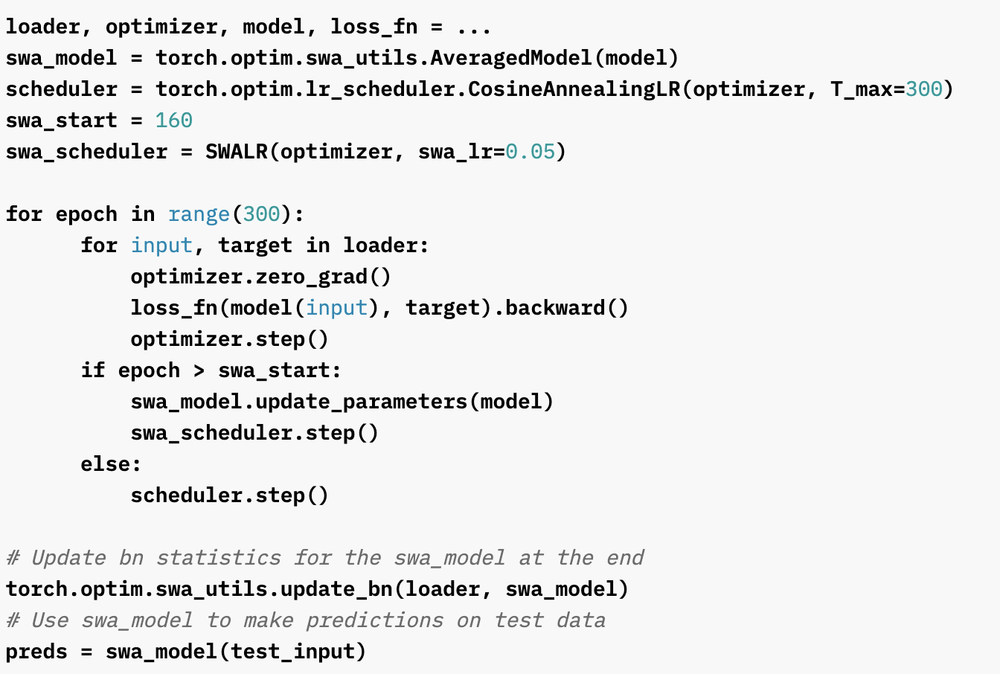 loader, optimizer, model, loss_fn = ...
swa_model = torch.optim.swa_utils.AveragedModel(model)
scheduler = torch.optim.lr_scheduler.CosineAnnealingLR(optimizer, T_max=300)
swa_start = 160
swa_scheduler = SWALR(optimizer, swa_lr=0.05)

for epoch in range(300):
      for input, target in loader:
          optimizer.zero_grad()
          loss_fn(model(input), target).backward()
          optimizer.step()
      if epoch > swa_start:
          swa_model.update_parameters(model)
          swa_scheduler.step()
      else:
          scheduler.step()

# Update bn statistics for the swa_model at the end
torch.optim.swa_utils.update_bn(loader, swa_model)
# Use swa_model to make predictions on test data
preds = swa_model(test_input)